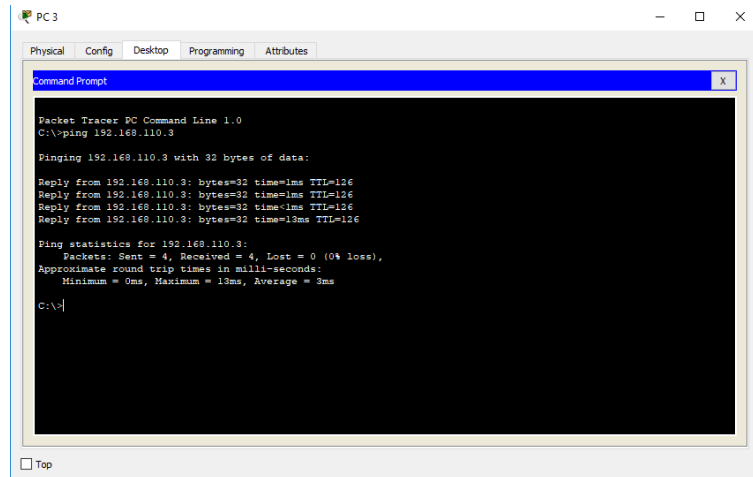 PC 3
Physical Config Desktop Programming Attributes
Command Prompt
X
Packet Tracer PC Command Line 1.0
C:\>ping 192.168.110.3
Pinging 192.168.110.3 with 32 bytes of data:
Reply from 192.168.110.3: bytes=32 time=1ms TTL=126
Reply from 192.168.110.3: bytes=32 time=1ms TTL=126
Reply from 192.168.110.3: bytes=32 time<1ms TTL=126
Reply from 192.168.110.3: bytes=32 time=13ms TTL=126
Ping statistics for 192.168.110.3:
Packets: Sent = 4, Received = 4, Lost = 0 (0% loss),
Approximate round trip times in milli-seconds:
Minimum = 0ms, Maximum = 13ms, Average = 3ms
C:\>
Top